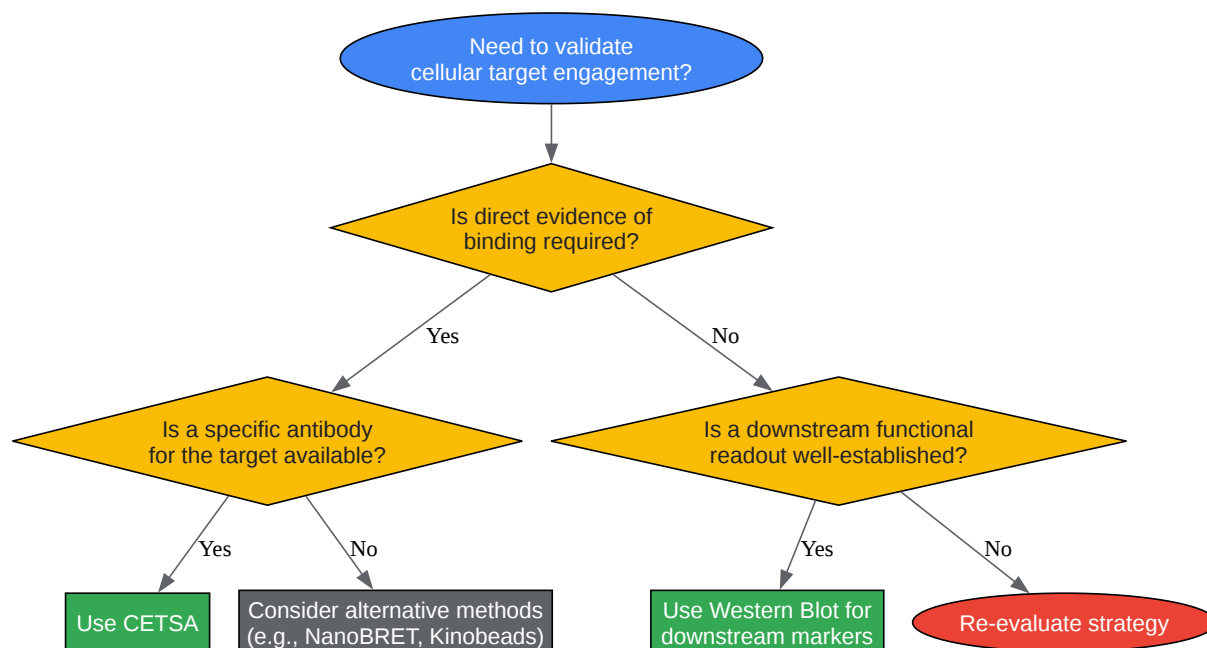 Need to validate
cellular target engagement?
Is direct evidence of
binding required?
Yes
No
Is a specific antibody
for the target available?
Is a downstream functional
readout well-established?
Yes
No
Yes
No
Use CETSA
Consider alternative methods
(e.g., NanoBRET, Kinobeads)
Use Western Blot for
downstream markers
Re-evaluate strategy